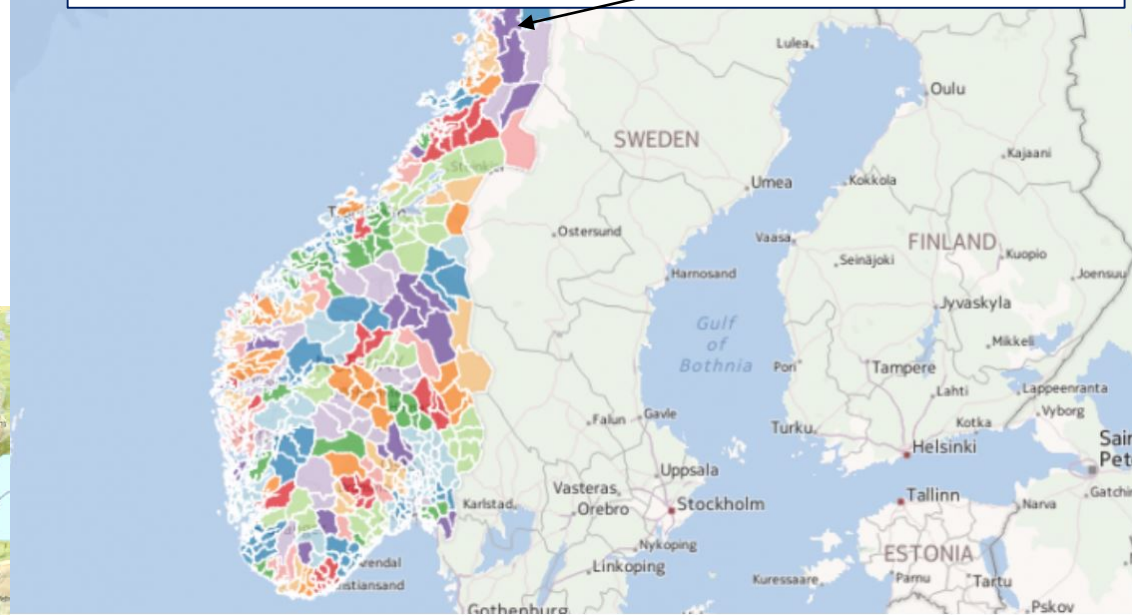 Lulea
Oulu
SWEDEN
Kajaani
Umea
Kokkola
Ostersund
Vaasa
FINLAND
Seinäjoki
Kuopio
Harnosand
Joensuu
Jyvaskyla
Gulf
of
Bothnia
Mikkeli
Pori
Tampere
Lahti
Lappeenranta
Falun
Gavle
Turku
Kotka
Vyborg
Helsinki
Uppsala
Vasteras
Tallinn
Narva
Karlstad
Orebro
Stockholm
Nykoping
ESTONIA
Linkoping
Kuressaare
Parnu
Tartu
Gothenburg
Pskov